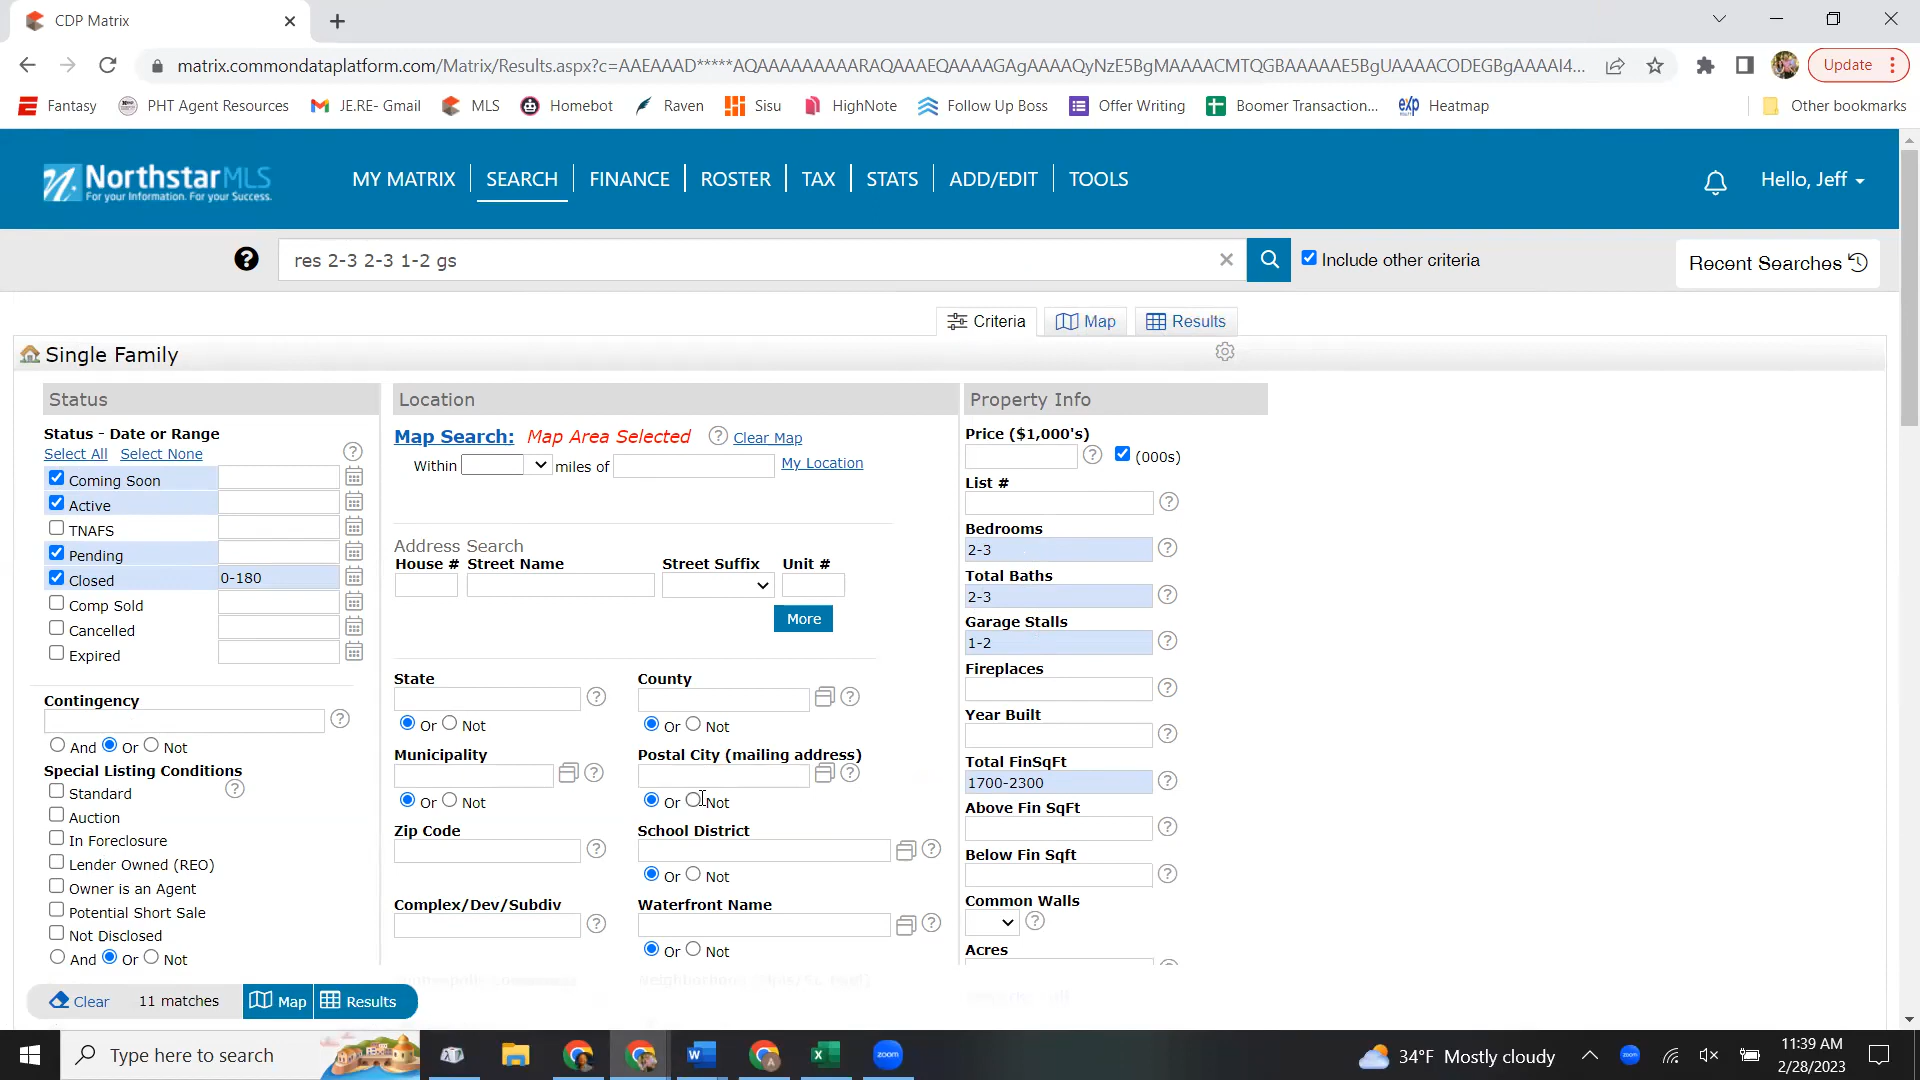 CDP Matrix
matrix.commondataplatform.com/Matrix/Results.aspx?c=AAEAAAD*****AQAAAAAAAAARAQAAAEQAAAAGAgAAAAQyNzE5BgMAAAACMTQGBAAAAAE5BgUAAAACODEGBgAAAAI4...
Update
Fantasy
PHT Agent Resources
JE.RE- Gmail
MLS
Homebot
Raven
Sisu
HighNote
Follow Up Boss
Offer Writing
Boomer Transaction...
exp Heatmap
Other bookmarks
NorthstarMLS
For your Information. For your Success.
MY MATRIX
SEARCH
FINANCE
ROSTER
TAX
STATS
ADD/EDIT
TOOLS
Hello, Jeff
res 2-3 2-3 1-2 gs
Include other criteria
Recent Searches
Criteria
Map
Results
Single Family
Status
Status - Date or Range
Select All Select None
Coming Soon
Active
TNAFS
Pending
Closed 0-180
Comp Sold
Cancelled
Expired
Contingency
And Or Not
Special Listing Conditions
Standard
Auction
In Foreclosure
Lender Owned (REO)
Owner is an Agent
Potential Short Sale
Not Disclosed
And Or Not
Location
Map Search: Map Area Selected Clear Map
Within miles of My Location
Address Search
House # Street Name Street Suffix Unit #
More
State County
Or Not Or Not
Municipality Postal City (mailing address)
Or Not Or Not
Zip Code School District
Or Not
Complex/Dev/Subdiv Waterfront Name
Or Not
Property Info
Price ($1,000's)
(000s)
List #
Bedrooms
2-3
Total Baths
2-3
Garage Stalls
1-2
Fireplaces
Year Built
Total FinSqFt
1700-2300
Above Fin SqFt
Below Fin Sqft
Common Walls
Acres
Clear 11 matches Map Results
Type here to search
zoom
34°F Mostly cloudy
zoom
11:39 AM
2/28/2023